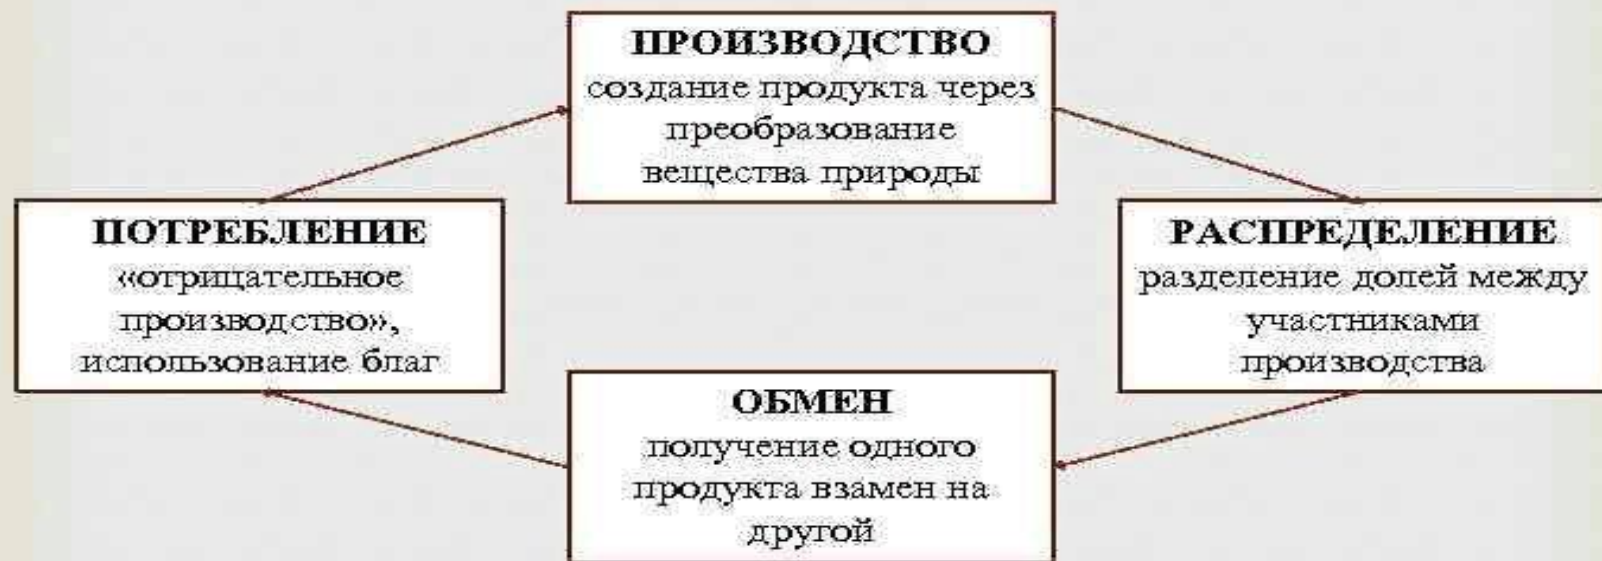 ПРОИЗВОДСТВО
создание продукта через
преобразование
вещества природы
ПОТРЕБЛЕНИЕ
«отрицательное
производство»,
использование благ
РАСПРЕДЕЛЕНИЕ
разделение долей между
участниками
производства
ОБМЕН
получение одного
продукта взамен на
другой